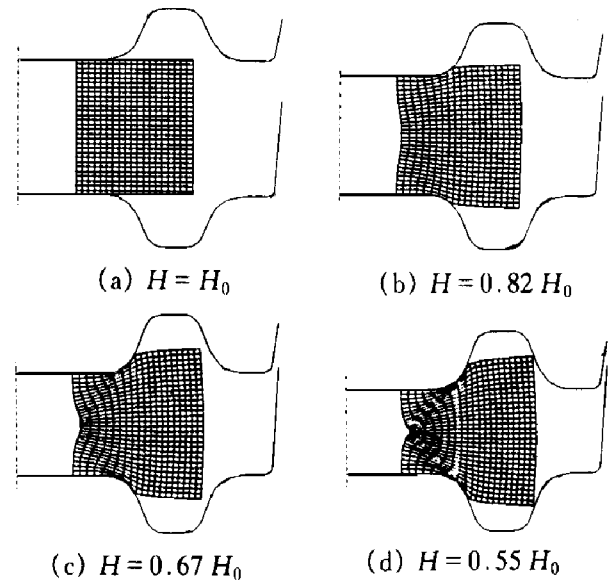 (a) H = H₀
(b) H = 0.82 H₀
(c) H = 0.67 H₀
(d) H = 0.55 H₀